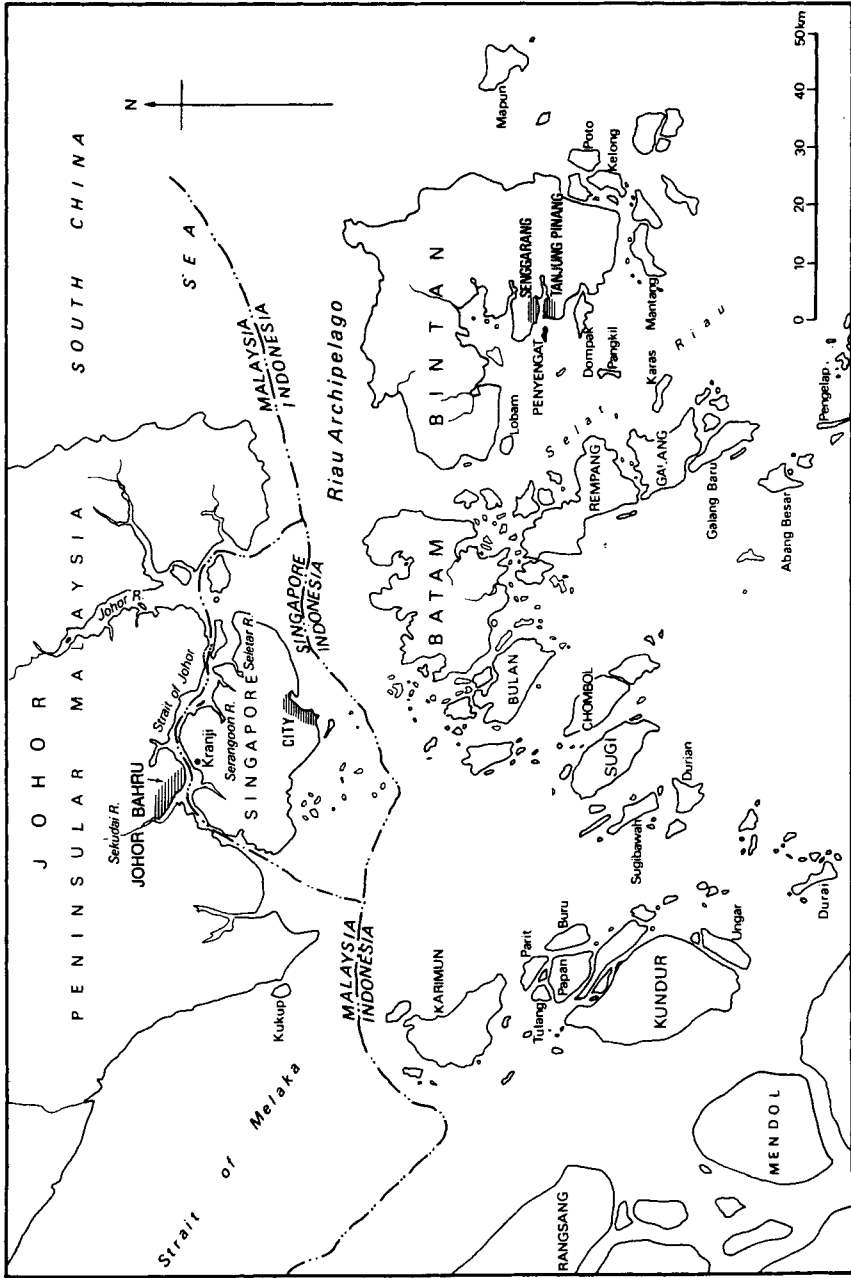 JOHOR
PENINSULAR MALAYSIA
SOUTH CHINA
SEA
N
Sekudai R.
JOHOR BAHRU
Strait of Johor
Johor R.
Kranji
Serangoon R.
Seletar R.
SINGAPORE
CITY
Kukup
Strait of Melaka
MALAYSIA
INDONESIA
SINGAPORE
INDONESIA
MALAYSIA
INDONESIA
Riau Archipelago
KARIMUN
BATAM
BINTAN
Lobam
SENGGARANG
PENYENGAT
TANJUNG PINANG
Mapun
Parit
Buru
Tulang
Papan
BULAN
CHOMBOL
SUGI
Sugibawah
Durian
Selat Riau
REMPANG
GALANG
Galang Baru
Dompak
Pangkil
Karas
Mantang
Poto
Kelong
KUNDUR
Ungar
Durai
Abang Besar
Pengelap
RANGSANG
MENDOL
0 10 20 30 40 50km